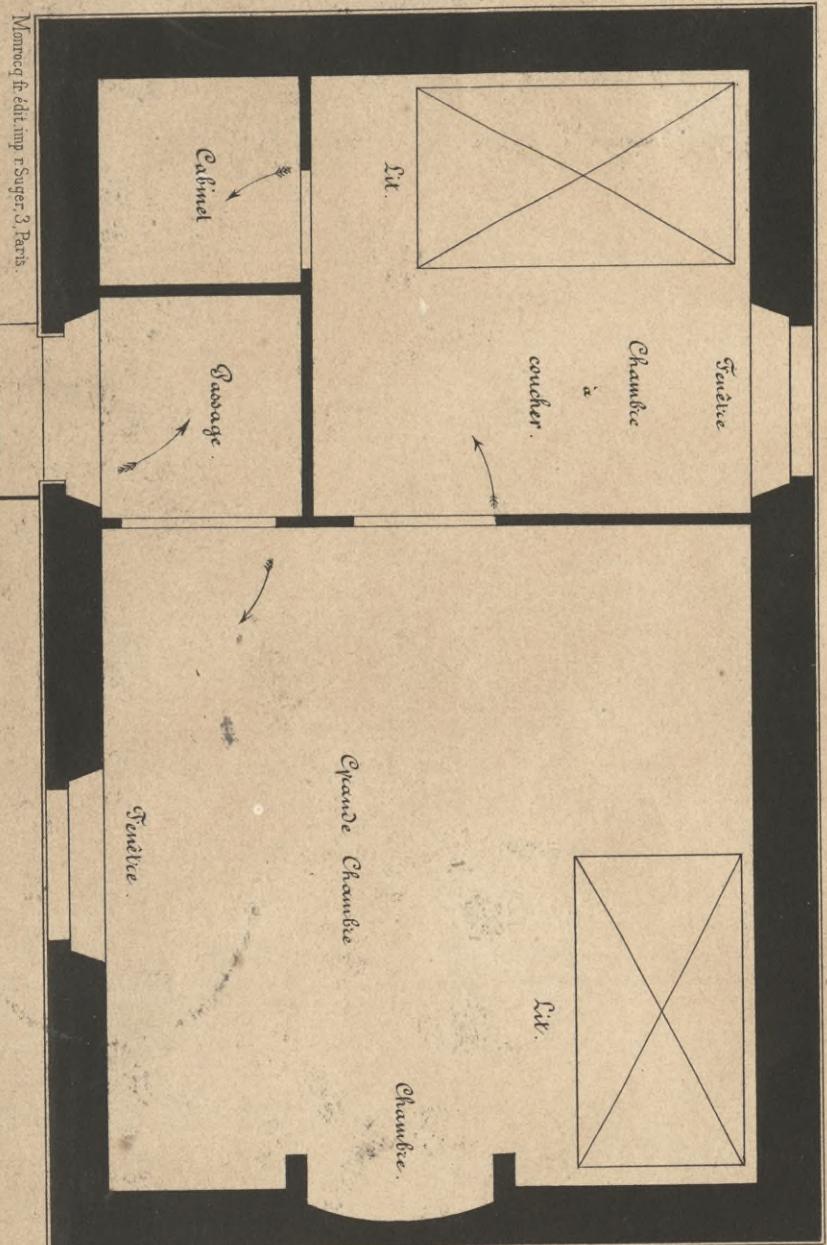 Fenêtre
Chambre
à
coucher.
Lit.
Cabinet
Passage.
Lit.
Chambre.
Grande Chambre
Fenêtre.
Monrocq fr. édit. imp. r. Suger, 3, Paris.